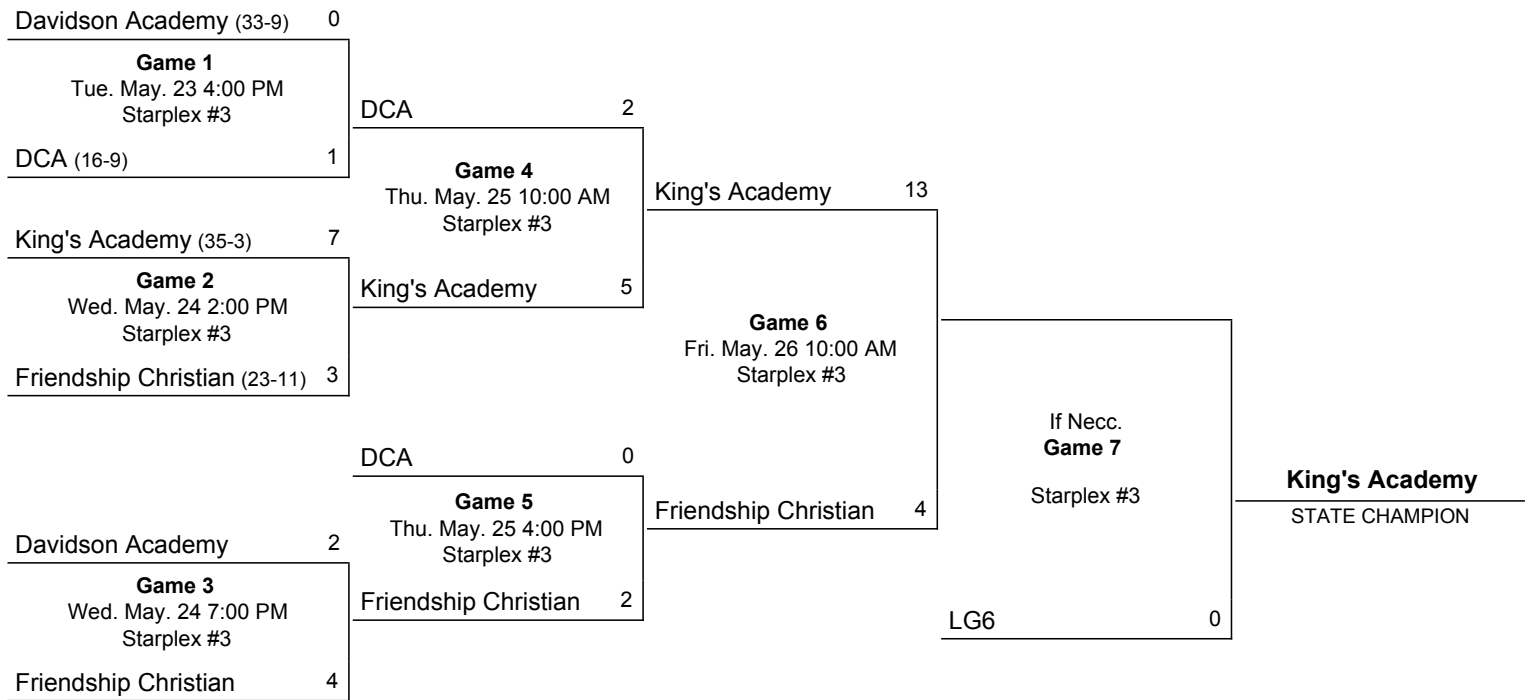 Davidson Academy (33-9) 0
Game 1
Tue. May. 23 4:00 PM
Starplex #3
DCA (16-9) 1
King's Academy (35-3) 7
Game 2
Wed. May. 24 2:00 PM
Starplex #3
Friendship Christian (23-11) 3
Davidson Academy 2
Game 3
Wed. May. 24 7:00 PM
Starplex #3
Friendship Christian 4
DCA 2
Game 4
Thu. May. 25 10:00 AM
Starplex #3
King's Academy 5
DCA 0
Game 5
Thu. May. 25 4:00 PM
Starplex #3
Friendship Christian 2
King's Academy 13
Game 6
Fri. May. 26 10:00 AM
Starplex #3
Friendship Christian 4
If Necc.
Game 7
Starplex #3
LG6 0
King's Academy
STATE CHAMPION